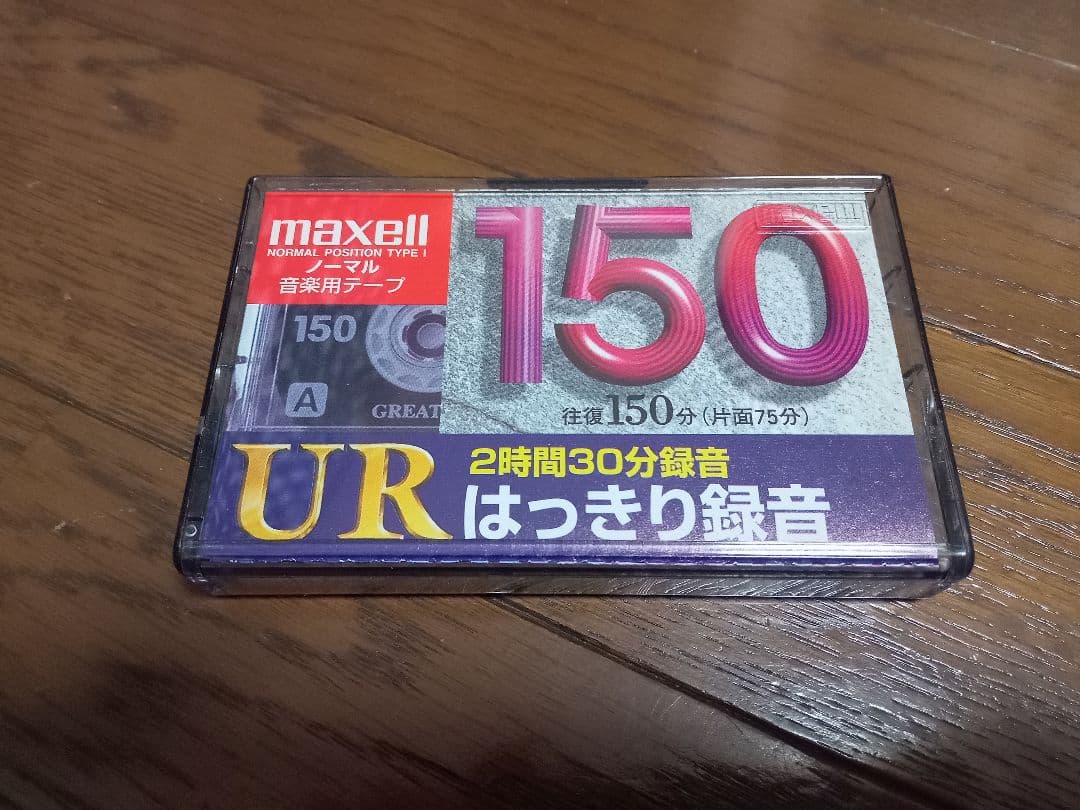 maxell
NORMAL POSITION TYPE I
ノーマル
音楽用テープ
150
A
GREAT
150
往復150分(片面75分)
UR
2時間30分録音
はっきり録音
maxell